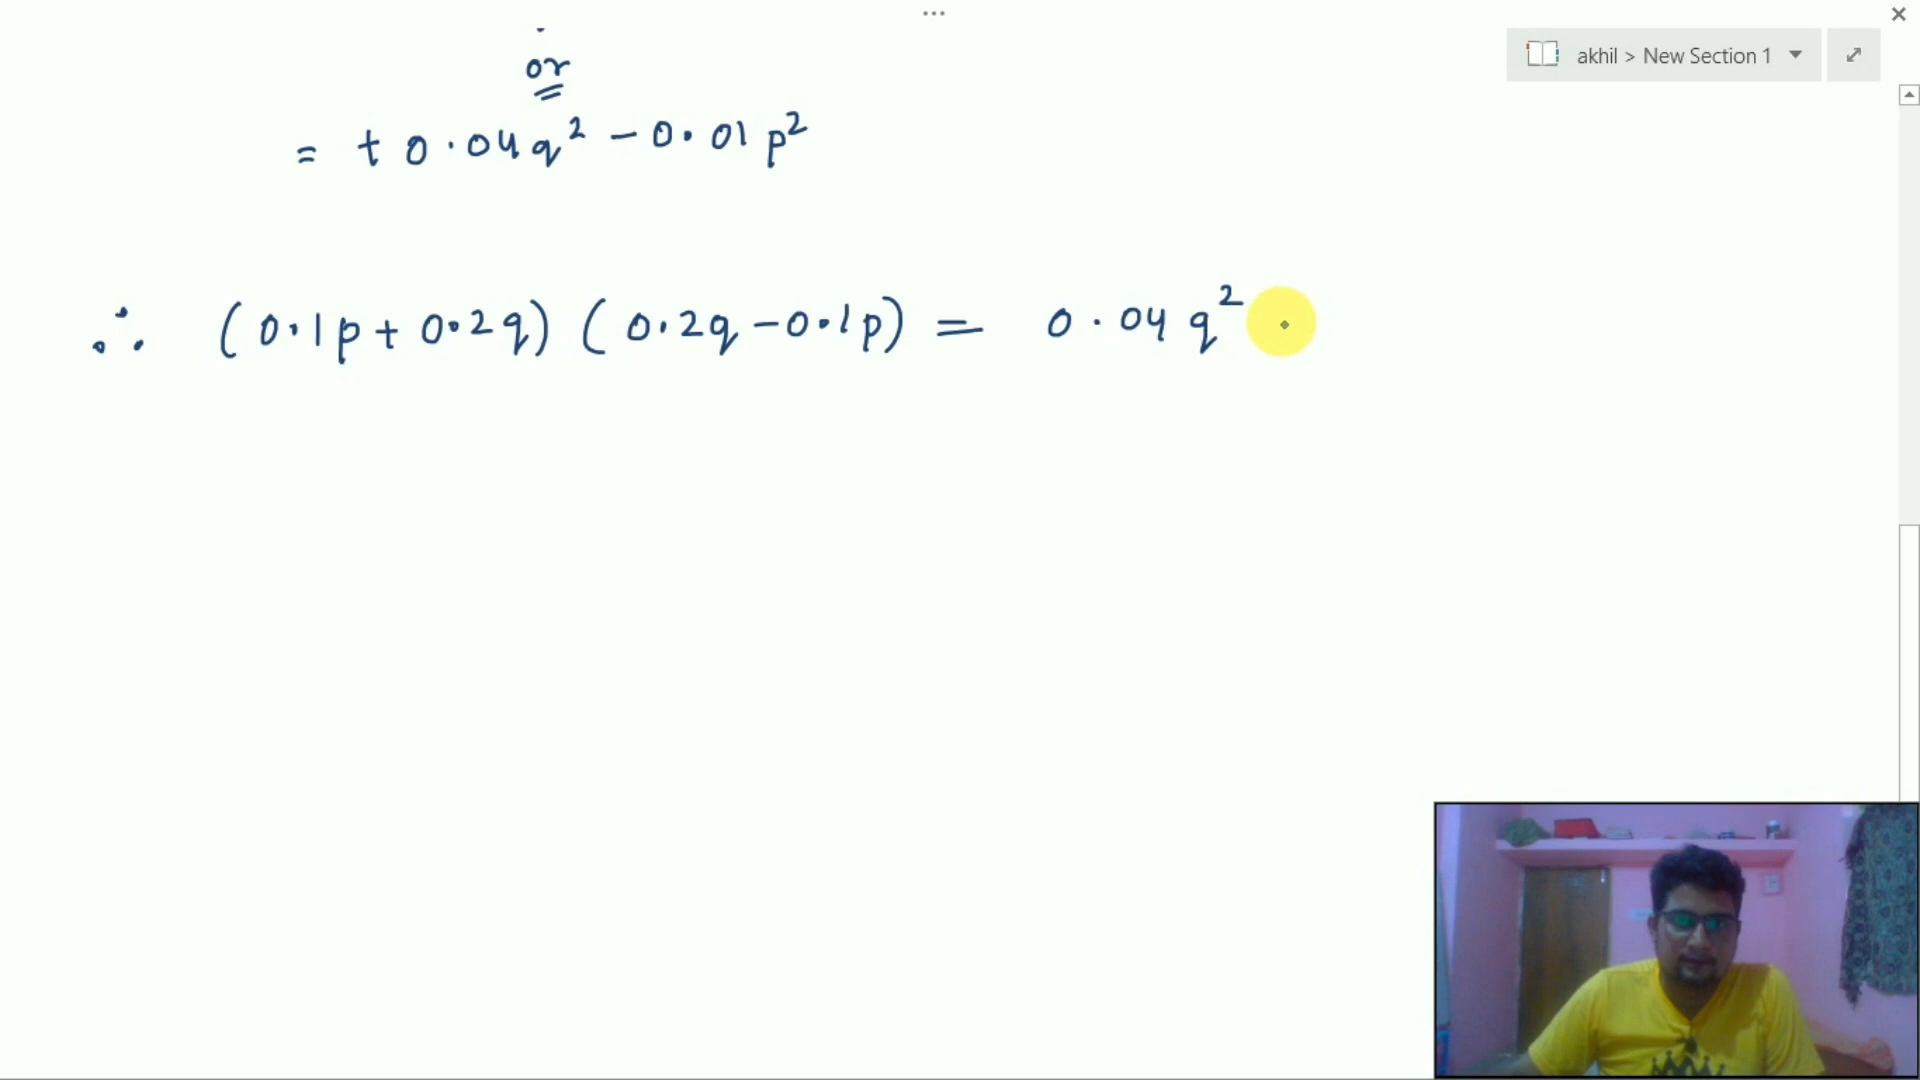 akhil > New Section 1
or
= + 0.04q² - 0.01p²
∴ (0.1p + 0.2q) (0.2q - 0.1p) = 0.04q²